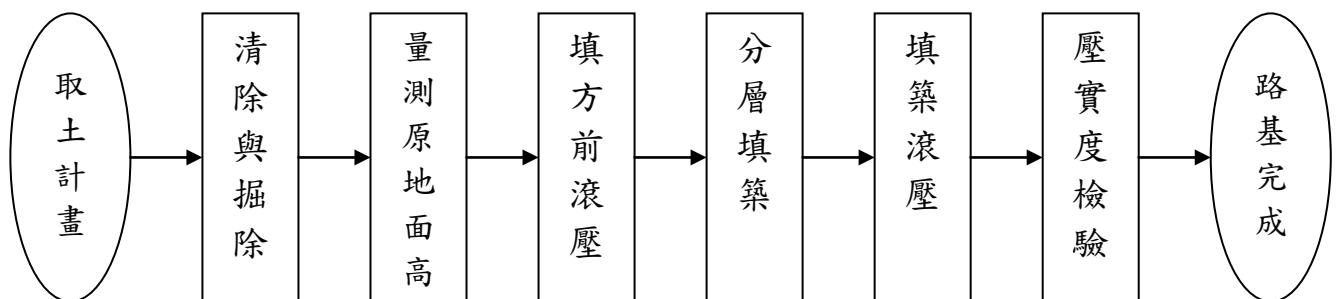 取土計畫
清除與掘除
量測原地面高
填方前滾壓
分層填築
填築滾壓
壓實度檢驗
路基完成